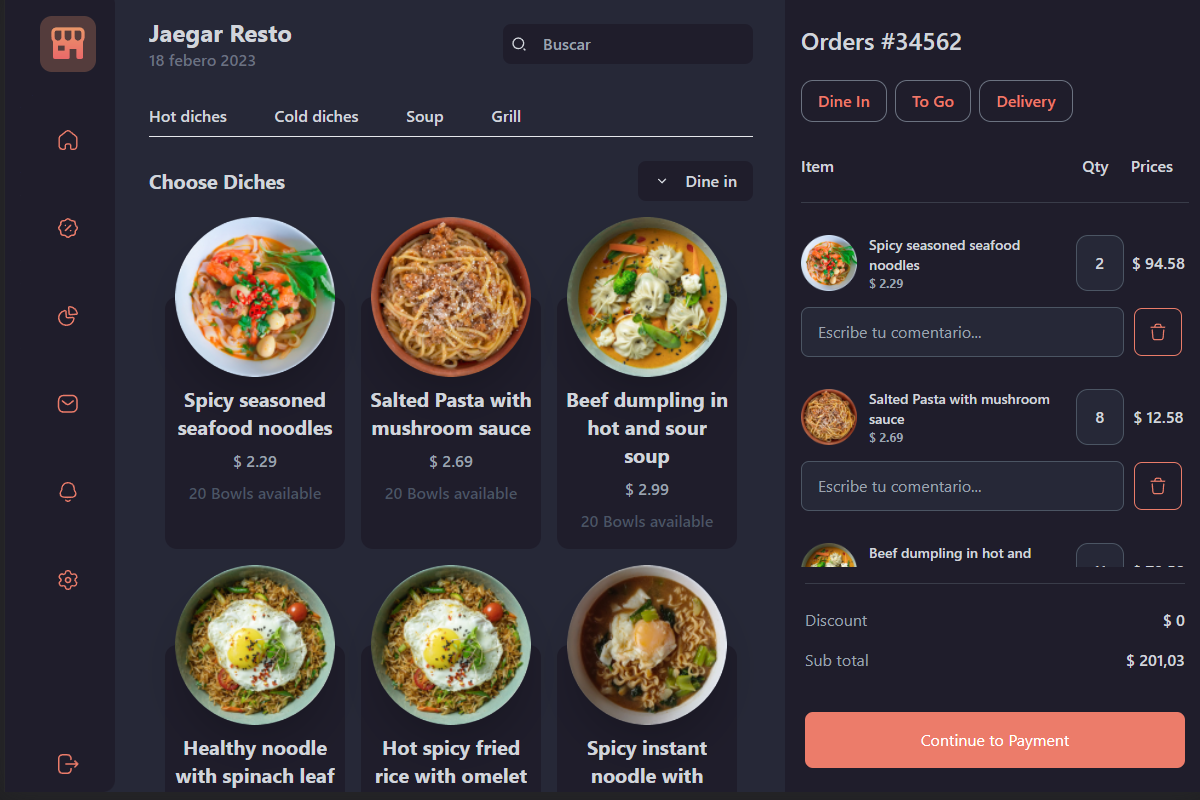 Jaegar Resto
18 febero 2023
Buscar
Hot diches
Cold diches
Soup
Grill
Choose Diches
Dine in
Spicy seasoned
seafood noodles
$ 2.29
20 Bowls available
Salted Pasta with
mushroom sauce
$ 2.69
20 Bowls available
Beef dumpling in
hot and sour
soup
$ 2.99
20 Bowls available
Healthy noodle
with spinach leaf
Hot spicy fried
rice with omelet
Spicy instant
noodle with
Orders #34562
Dine In
To Go
Delivery
Item
Qty
Prices
Spicy seasoned seafood
noodles
$ 2.29
2
$ 94.58
Escribe tu comentario...
Salted Pasta with mushroom
sauce
$ 2.69
8
$ 12.58
Escribe tu comentario...
Beef dumpling in hot and
Discount
$ 0
Sub total
$ 201,03
Continue to Payment